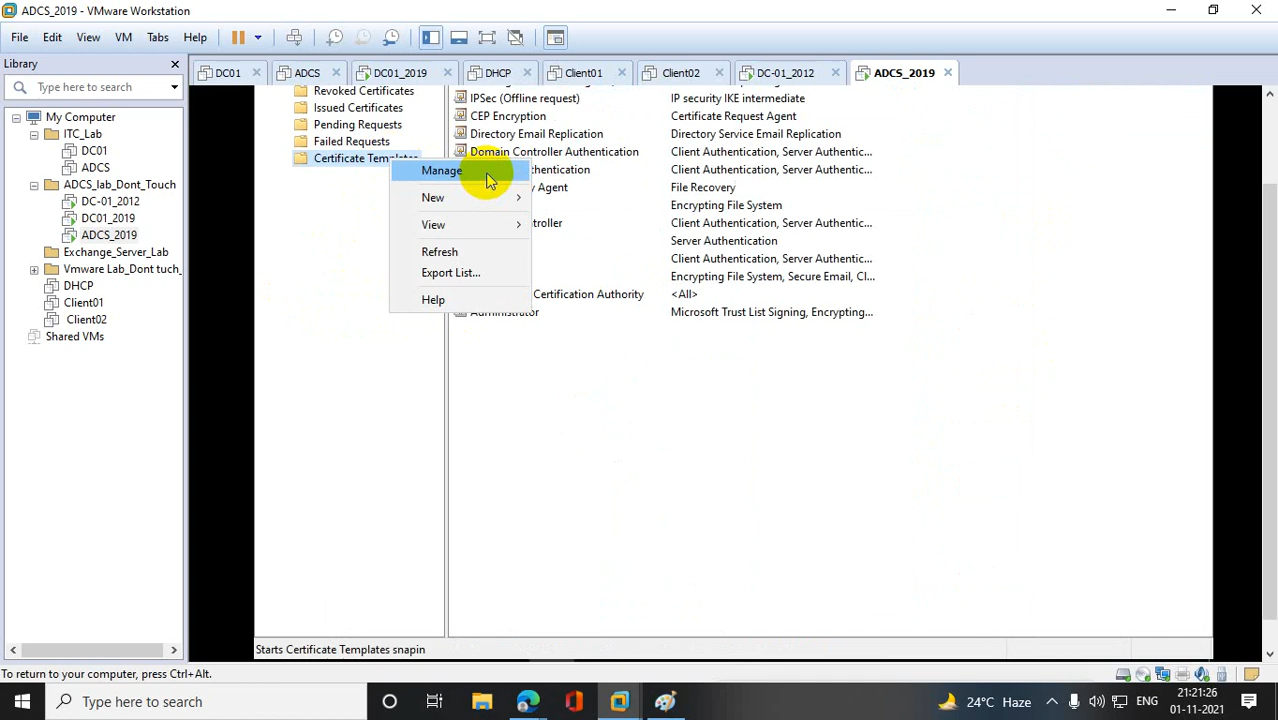 ADCS_2019 - VMware Workstation
File Edit View VM Tabs Help
Library
Type here to search
My Computer
ITC_Lab
DC01
ADCS
ADCS_lab_Dont_Touch
DC-01_2012
DC01_2019
ADCS_2019
Exchange_Server_Lab
Vmware Lab_Dont tuch_
DHCP
Client01
Client02
Shared VMs
DC01 ADCS DC01_2019 DHCP Client01 Client02 DC-01_2012 ADCS_2019
Revoked Certificates
Issued Certificates
Pending Requests
Failed Requests
Certificate Templates
Manage
New
View
Refresh
Export List...
Help
IPSec (Offline request) IP security IKE intermediate
CEP Encryption Certificate Request Agent
Directory Email Replication Directory Service Email Replication
Domain Controller Authentication Client Authentication, Server Authentic...
Client Authentication, Server Authentic...
y Agent File Recovery
Encrypting File System
Client Authentication, Server Authentic...
Server Authentication
Client Authentication, Server Authentic...
Encrypting File System, Secure Email, Cl...
Certification Authority <All>
Administrator Microsoft Trust List Signing, Encrypting...
Starts Certificate Templates snapin
To return to your computer, press Ctrl+Alt.
Type here to search
24°C Haze
ENG
21:21:26
01-11-2021